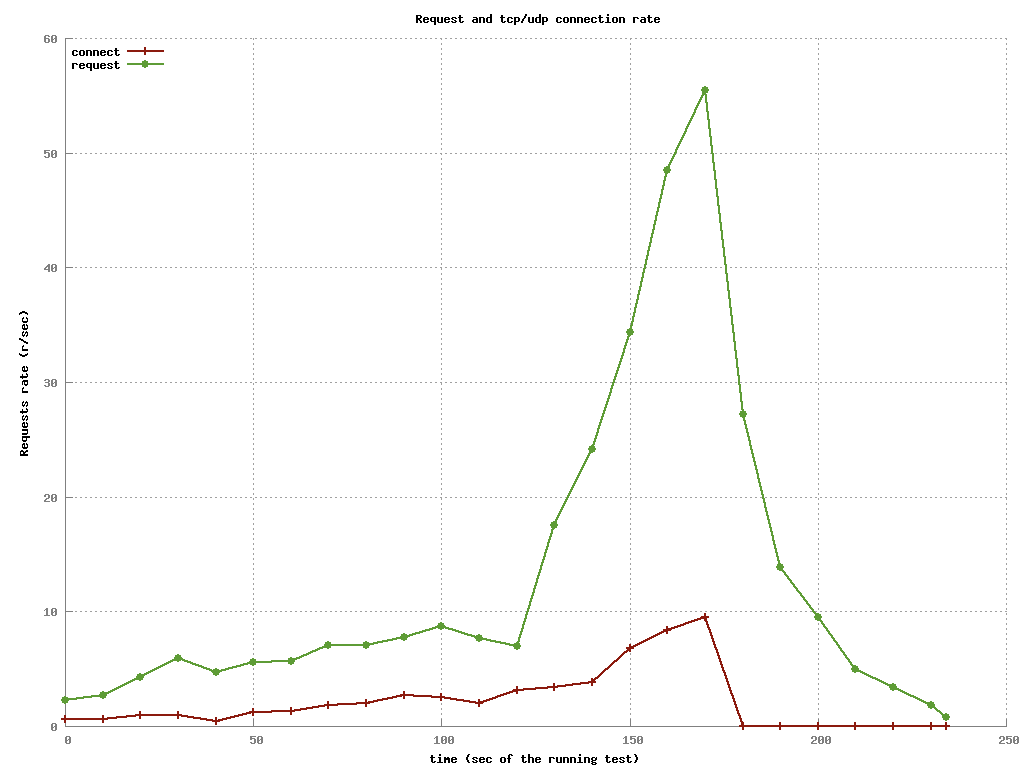 Request and tcp/udp connection rate
connect
request
60
50
40
30
20
10
0
Requests rate (r/sec)
0 50 100 150 200 250
time (sec of the running test)